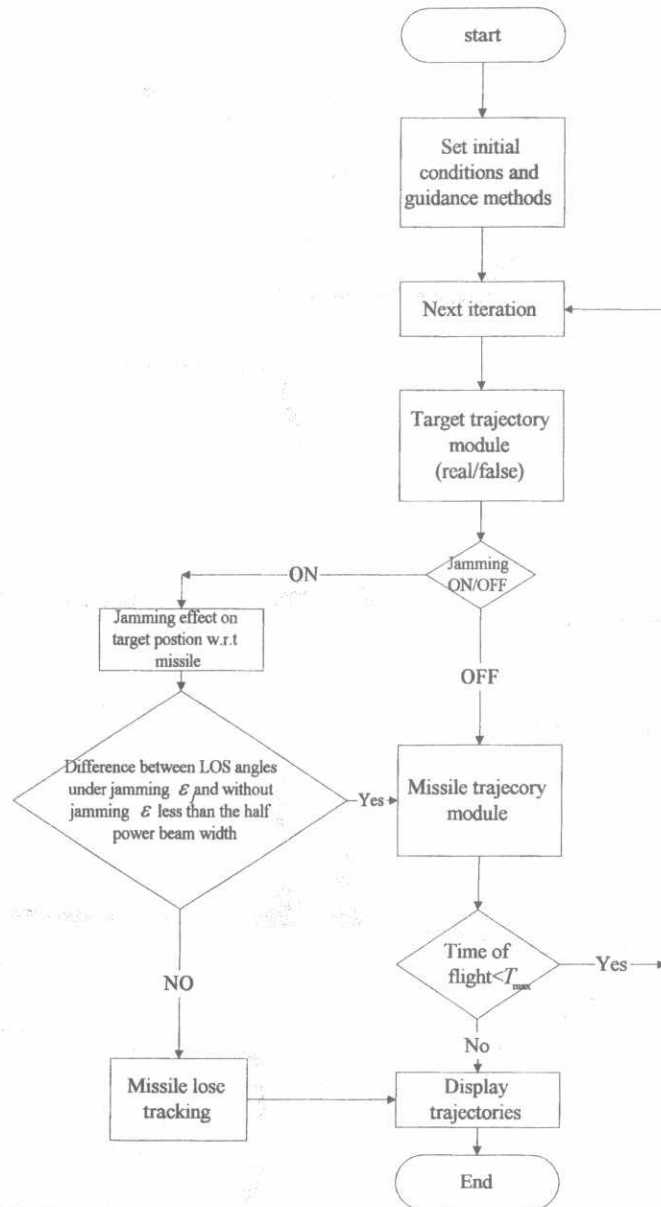 start
Set initial
conditions and
guidance methods
Next iteration
Target trajectory
module
(real/false)
Jamming
ON/OFF
ON
Jamming effect on
target postion w.r.t
missile
OFF
Difference between LOS angles
under jamming εj and without
jamming ε less than the half
power beam width
Yes
Missile trajecory
module
Time of
flight<Tmax
Yes
NO
No
Missile lose
tracking
Display
trajectories
End